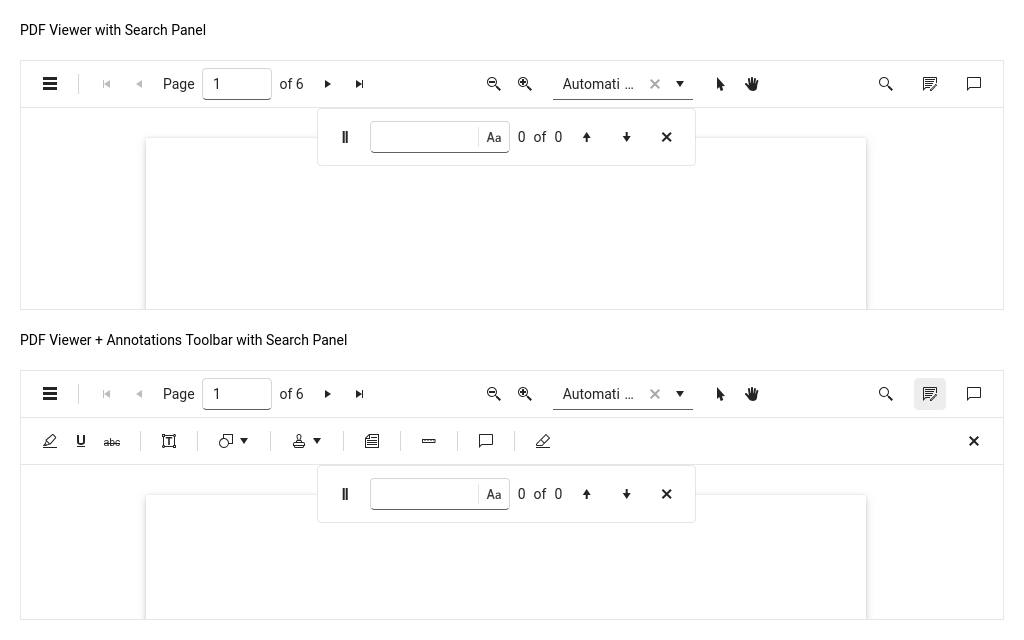 PDF Viewer with Search Panel
Page 1 of 6 Automati ...
Aa 0 of 0
PDF Viewer + Annotations Toolbar with Search Panel
Page 1 of 6 Automati ...
U abc T
Aa 0 of 0